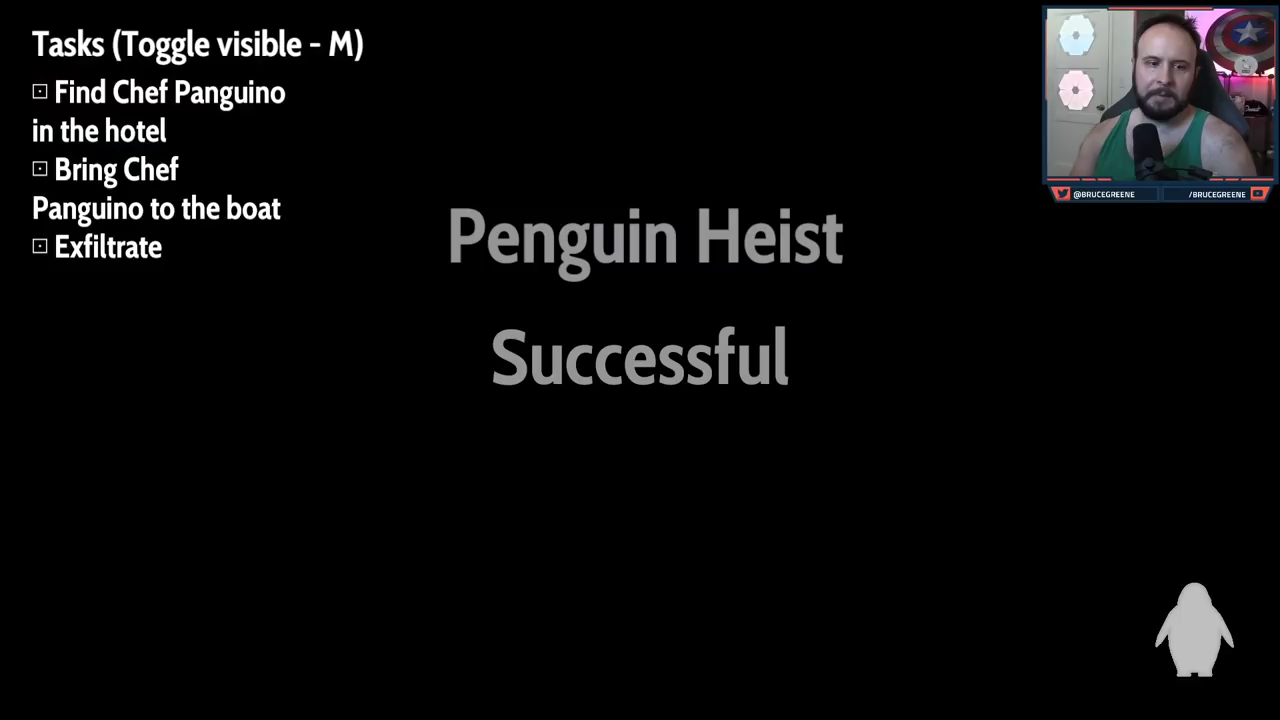 Tasks (Toggle visible - M)
⊡ Find Chef Panguino
in the hotel
⊡ Bring Chef
Panguino to the boat
⊡ Exfiltrate
Penguin Heist
Successful
@BRUCEGREENE
/BRUCEGREENE